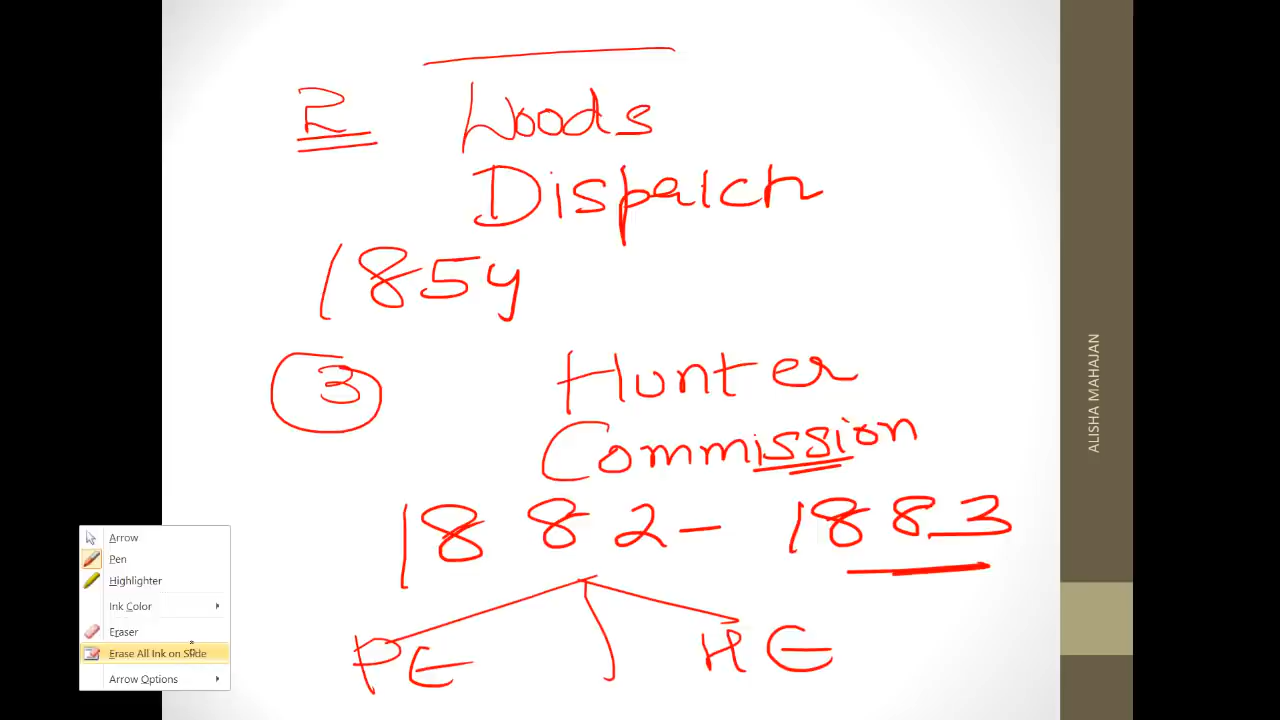 2 Woods
Dispatch
1854
3 Hunter
Commission
1882 - 1883
PE HE
ALISHA MAHAJAN
Arrow
Pen
Highlighter
Ink Color
Eraser
Erase All Ink on Slide
Arrow Options